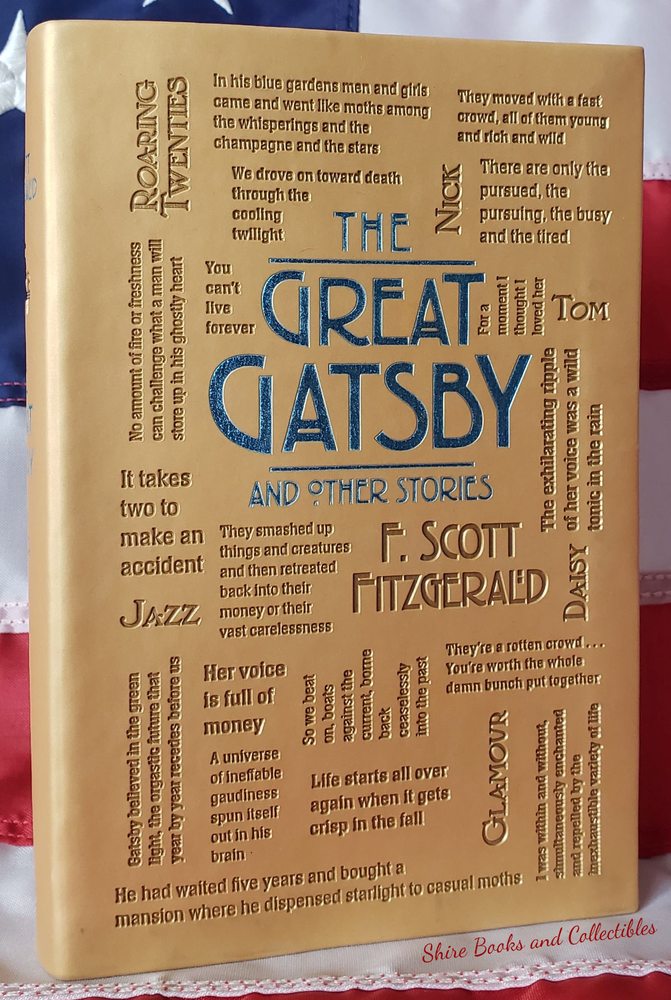 ROARING
TWENTIES
In his blue gardens men and girls
came and went like moths among
the whisperings and the
champagne and the stars
They moved with a fast
crowd, all of them young
and rich and wild
We drove on toward death
through the
cooling
twilight
NICK
There are only the
pursued, the
pursuing, the busy
and the tired
No amount of fire or freshness
can challenge what a man will
store up in his ghostly heart
You
can't
live
forever
THE
GREAT
GATSBY
AND OTHER STORIES
For a
moment I
thought I
loved her
TOM
The exhilarating ripple
of her voice was a wild
tonic in the rain
It takes
two to
make an
accident
JAZZ
They smashed up
things and creatures
and then retreated
back into their
money or their
vast carelessness
F. SCOTT
FITZGERALD
DAISY
Gatsby believed in the green
light, the orgastic future that
year by year recedes before us
Her voice
is full of
money
So we beat
on, boats
against the
current, borne
back
ceaselessly
into the past
They're a rotten crowd . . .
You're worth the whole
damn bunch put together
A universe
of ineffable
gaudiness
spun itself
out in his
brain
Life starts all over
again when it gets
crisp in the fall
GLAMOUR
I was within and without,
simultaneously enchanted
and repelled by the
inexhaustible variety of life
He had waited five years and bought a
mansion where he dispensed starlight to casual moths
Shire Books and Collectibles